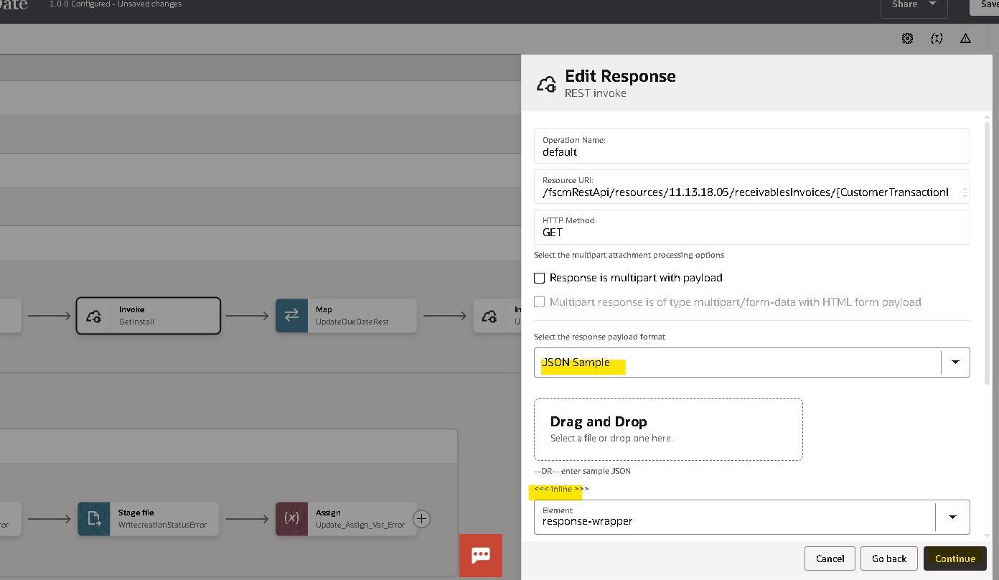 Date
1.0.0 Configured - Unsaved changes
Share
Save
Edit Response
REST invoke
Operation Name:
default
Resource URI:
/fscmRestApi/resources/11.13.18.05/receivablesInvoices/{CustomerTransactionI
HTTP Method:
GET
Select the multipart attachment processing options
Response is multipart with payload
Multipart response is of type multipart/form-data with HTML form payload
Select the response payload format
JSON Sample
Drag and Drop
Select a file or drop one here.
--OR-- enter sample JSON
<<< inline >>>
Element
response-wrapper
Cancel
Go back
Continue
Invoke
GetInstall
Map
UpdateDueDateRest
In
U
ror
Stage file
WritecreationStatusError
Assign
Update_Assign_Var_Error
(x)